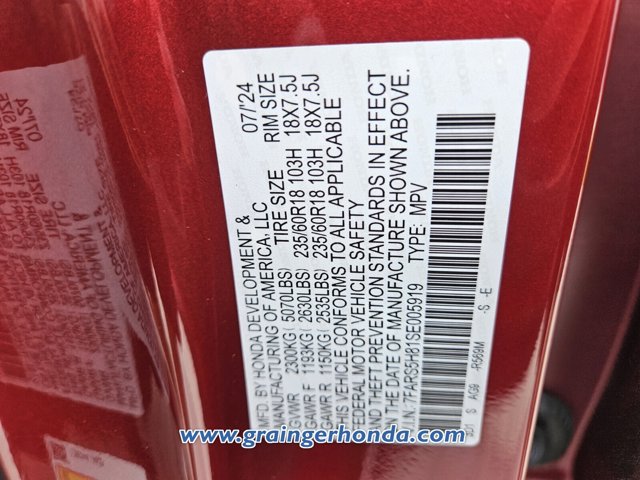 MFD. BY HONDA DEVELOPMENT & 07/'24
MANUFACTURING OF AMERICA, LLC
TIRE SIZE RIM SIZE
GVWR 2300KG( 5070LBS)
GAWR F 1193KG( 2630LBS) 235/60R18 103H 18X7.5J
GAWR R 1150KG( 2535LBS) 235/60R18 103H 18X7.5J
THIS VEHICLE CONFORMS TO ALL APPLICABLE
FEDERAL MOTOR VEHICLE SAFETY
AND THEFT PREVENTION STANDARDS IN EFFECT
ON THE DATE OF MANUFACTURE SHOWN ABOVE.
V.I.N.: 7FARS5H81SE005919 TYPE: MPV
S AG9 -R569M -S -E
www.graingerhonda.com